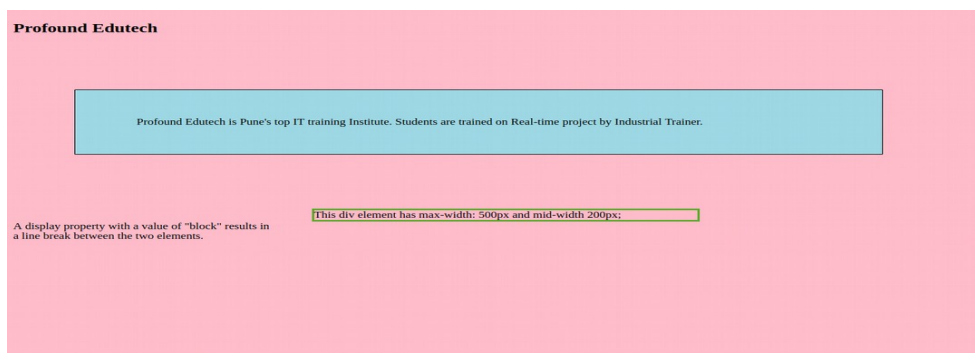 Profound Edutech
Profound Edutech is Pune's top IT training Institute. Students are trained on Real-time project by Industrial Trainer.
This div element has max-width: 500px and mid-width 200px;
A display property with a value of "block" results in
a line break between the two elements.